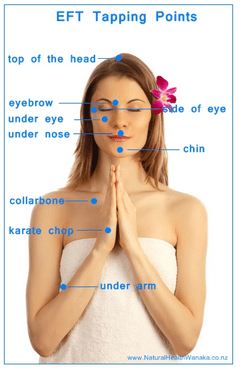 EFT Tapping Points
top of the head
eyebrow
side of eye
under eye
under nose
chin
collarbone
karate chop
under arm
www.NaturalHealthWanaka.co.nz